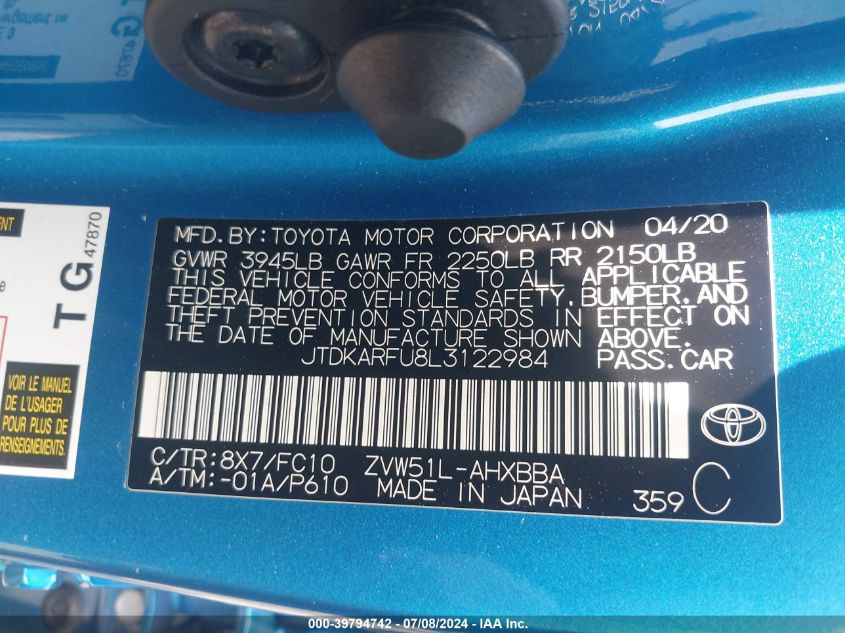 MFD. BY: TOYOTA MOTOR CORPORATION 04/20
GVWR 3945LB GAWR FR 2250LB RR 2150LB
THIS VEHICLE CONFORMS TO ALL APPLICABLE
FEDERAL MOTOR VEHICLE SAFETY, BUMPER, AND
THEFT PREVENTION STANDARDS IN EFFECT ON
THE DATE OF MANUFACTURE SHOWN ABOVE.
JTDKARFU8L3122984 PASS. CAR
C/TR: 8X7/FC10 ZVW51L-AHXBBA
A/TM: -01A/P610 MADE IN JAPAN 359 C
TG 47870
VOIR LE MANUEL
DE L'USAGER
POUR PLUS DE
RENSEIGNEMENTS.
000-39794742 - 07/08/2024 - IAA Inc.